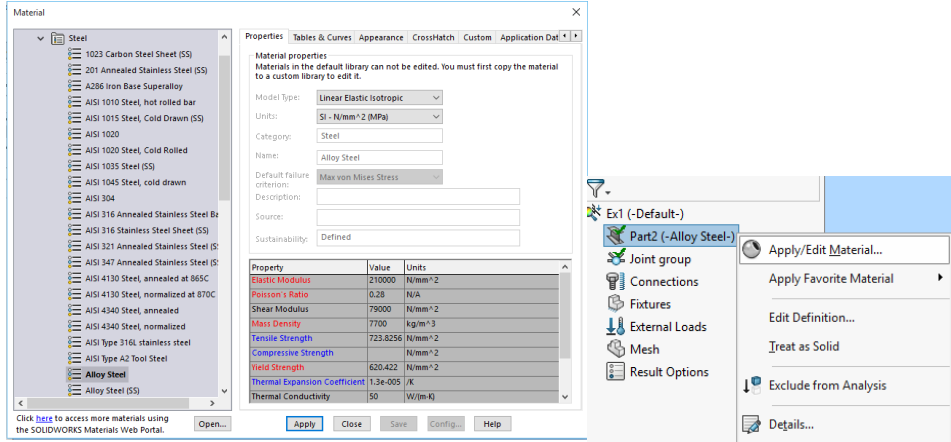 Material
Steel
1023 Carbon Steel Sheet (SS)
201 Annealed Stainless Steel (SS)
A286 Iron Base Superalloy
AISI 1010 Steel, hot rolled bar
AISI 1015 Steel, Cold Drawn (SS)
AISI 1020
AISI 1020 Steel, Cold Rolled
AISI 1035 Steel (SS)
AISI 1045 Steel, cold drawn
AISI 304
AISI 316 Annealed Stainless Steel Ba
AISI 316 Stainless Steel Sheet (SS)
AISI 321 Annealed Stainless Steel (S
AISI 347 Annealed Stainless Steel (S
AISI 4130 Steel, annealed at 865C
AISI 4130 Steel, normalized at 870C
AISI 4340 Steel, annealed
AISI 4340 Steel, normalized
AISI Type 316L stainless steel
AISI Type A2 Tool Steel
Alloy Steel
Alloy Steel (SS)
Click here to access more materials using
the SOLIDWORKS Materials Web Portal.
Open...
Properties Tables & Curves Appearance CrossHatch Custom Application Dat
Material properties
Materials in the default library can not be edited. You must first copy the material
to a custom library to edit it.
Model Type: Linear Elastic Isotropic
Units: SI - N/mm^2 (MPa)
Category: Steel
Name: Alloy Steel
Default failure
criterion: Max von Mises Stress
Description:
Source:
Sustainability: Defined
Property Value Units
Elastic Modulus 210000 N/mm^2
Poisson's Ratio 0.28 N/A
Shear Modulus 79000 N/mm^2
Mass Density 7700 kg/m^3
Tensile Strength 723.8256 N/mm^2
Compressive Strength N/mm^2
Yield Strength 620.422 N/mm^2
Thermal Expansion Coefficient 1.3e-005 /K
Thermal Conductivity 50 W/(m·K)
Apply Close Save Config... Help
Ex1 (-Default-)
Part2 (-Alloy Steel-)
Joint group
Connections
Fixtures
External Loads
Mesh
Result Options
Apply/Edit Material...
Apply Favorite Material
Edit Definition...
Treat as Solid
Exclude from Analysis
Details...